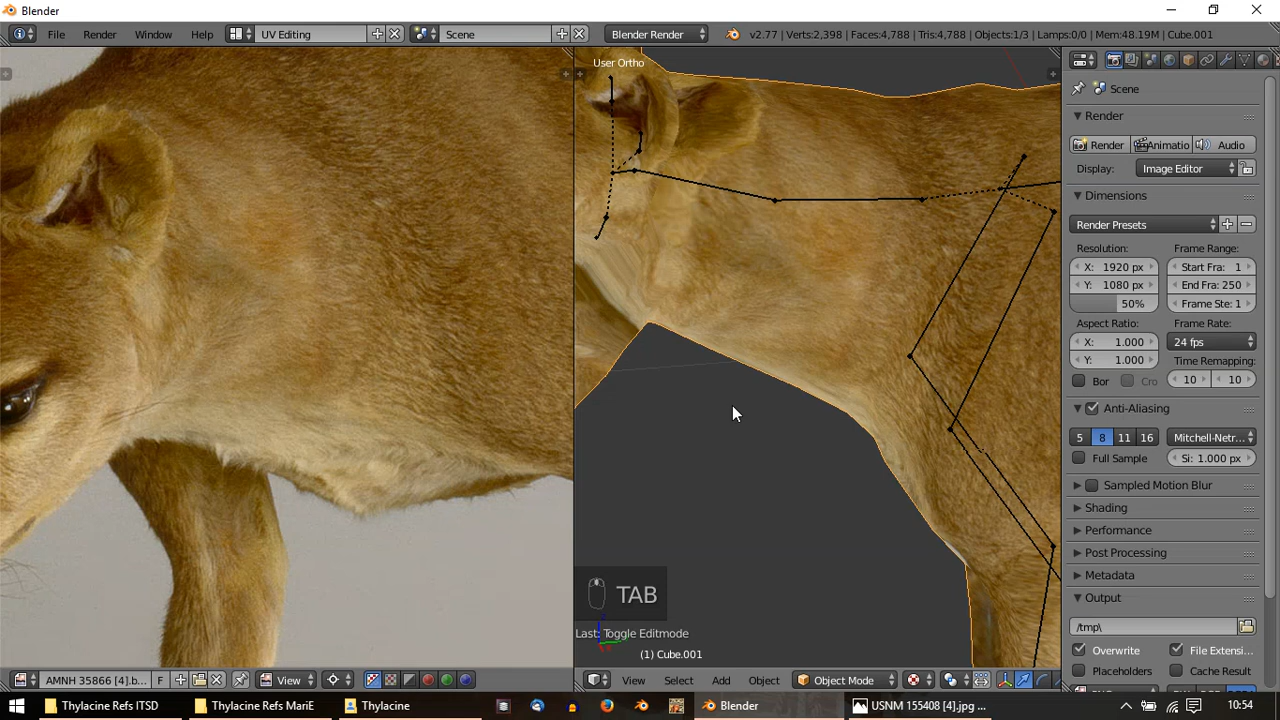 Blender
File Render Window Help UV Editing Scene Blender Render v2.77 | Verts:2,398 | Faces:4,788 | Tris:4,788 | Objects:1/3 | Lamps:0/0 | Mem:48.19M | Cube.001
User Ortho
Scene
Render
Render Animatio Audio
Display: Image Editor
Dimensions
Render Presets
Resolution: Frame Range:
X: 1920 px Start Fra: 1
Y: 1080 px End Fra: 250
50% Frame Ste: 1
Aspect Ratio: Frame Rate:
X: 1.000 24 fps
Y: 1.000 Time Remapping:
Bor Cro 10 10
Anti-Aliasing
5 8 11 16 Mitchell-Netr...
Full Sample Si: 1.000 px
Sampled Motion Blur
Shading
Performance
Post Processing
Metadata
Output
/tmp\
Overwrite File Extensi...
Placeholders Cache Result
TAB
Last: Toggle Editmode
(1) Cube.001
AMNH 35866 [4].b... F View
View Select Add Object Object Mode
Thylacine Refs ITSD Thylacine Refs MariE Thylacine Blender USNM 155408 [4].jpg ... 10:54